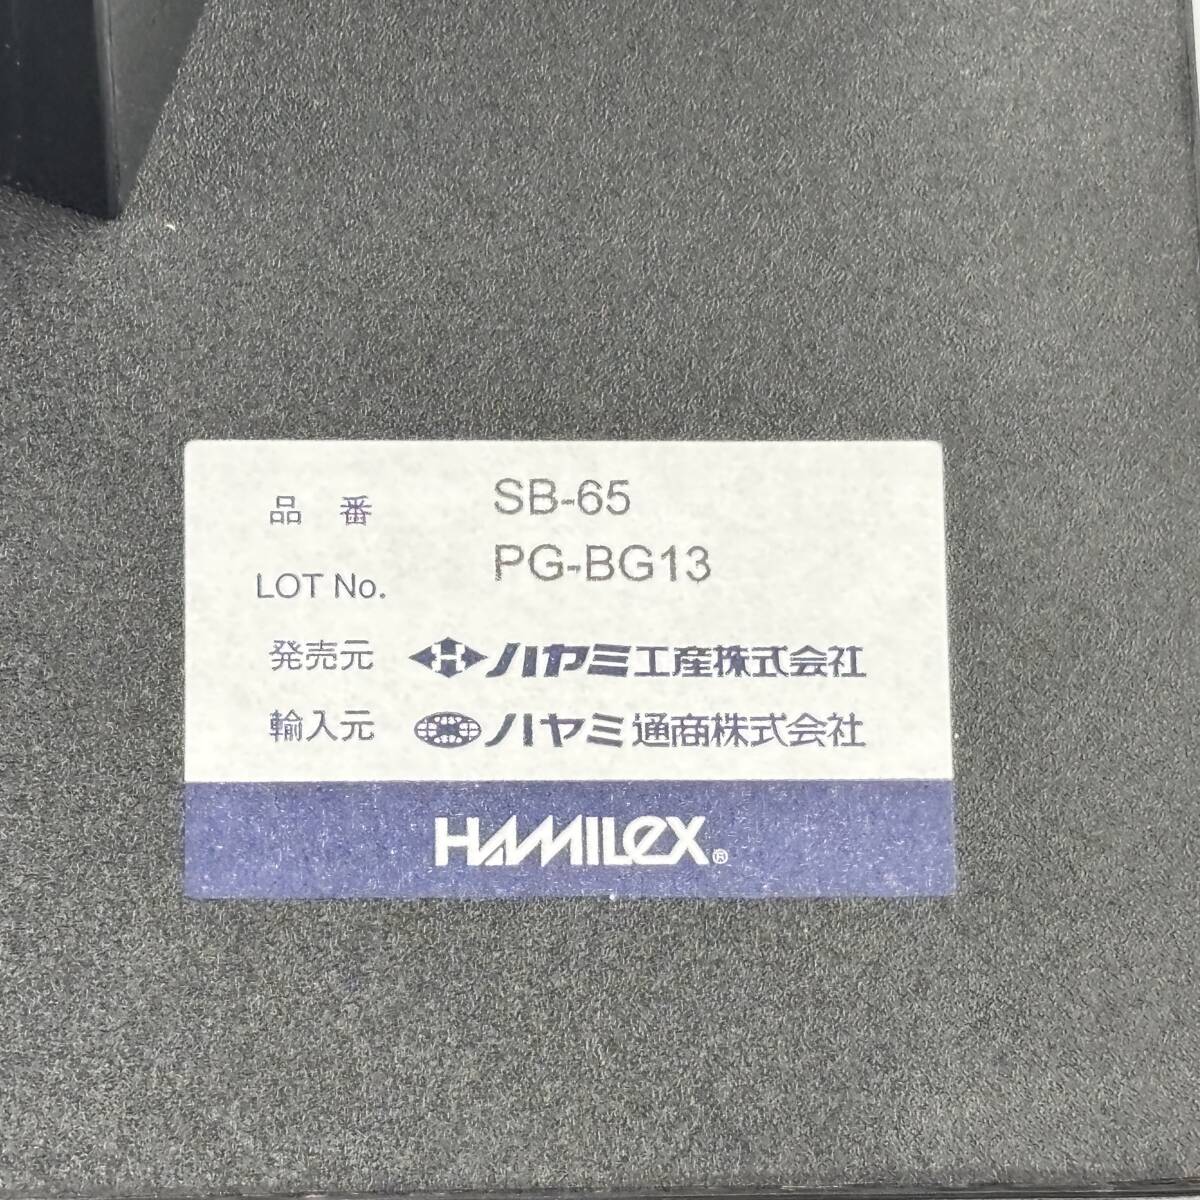 品 番 SB-65
LOT No. PG-BG13
発売元 ハヤミ工産株式会社
輸入元 ハヤミ通商株式会社
HAMILEX®